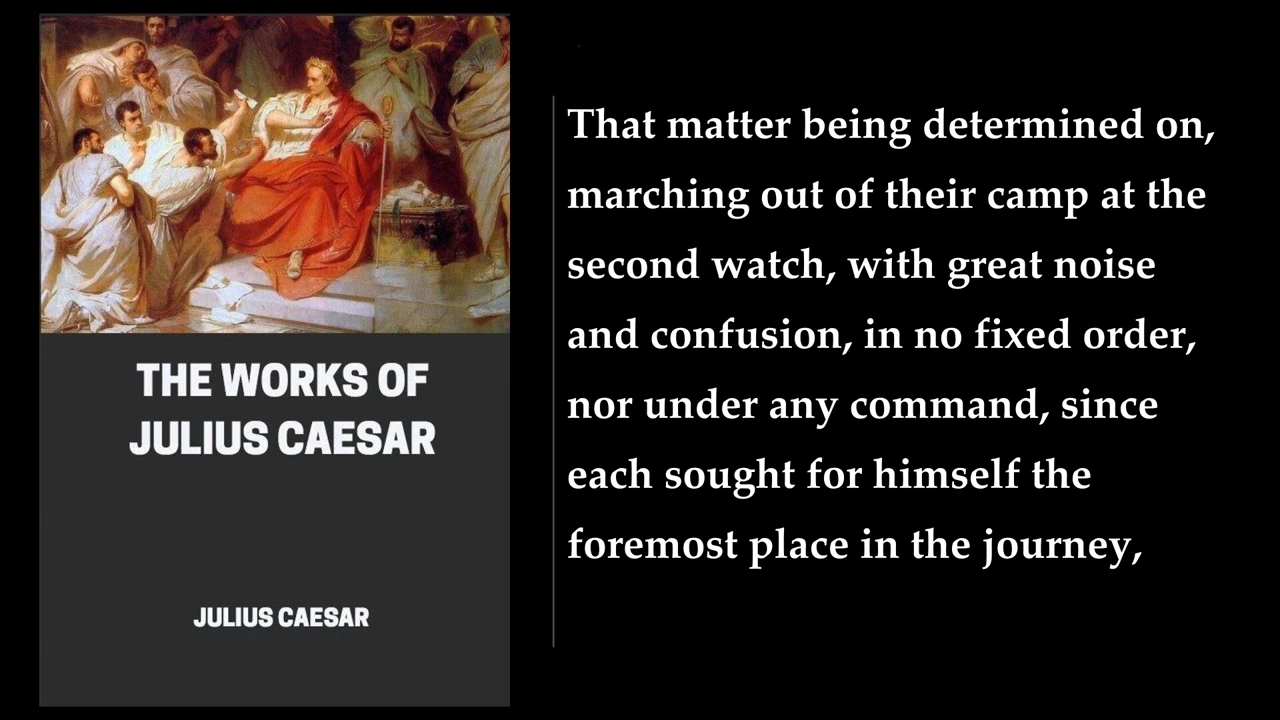 THE WORKS OF
JULIUS CAESAR
JULIUS CAESAR
That matter being determined on,
marching out of their camp at the
second watch, with great noise
and confusion, in no fixed order,
nor under any command, since
each sought for himself the
foremost place in the journey,